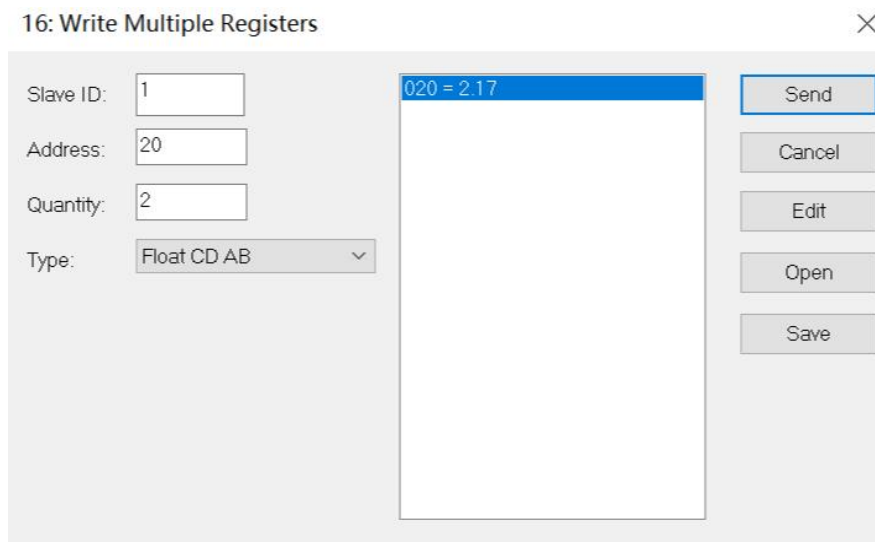 16: Write Multiple Registers
Slave ID: 1
Address: 20
Quantity: 2
Type: Float CD AB
020 = 2.17
Send
Cancel
Edit
Open
Save